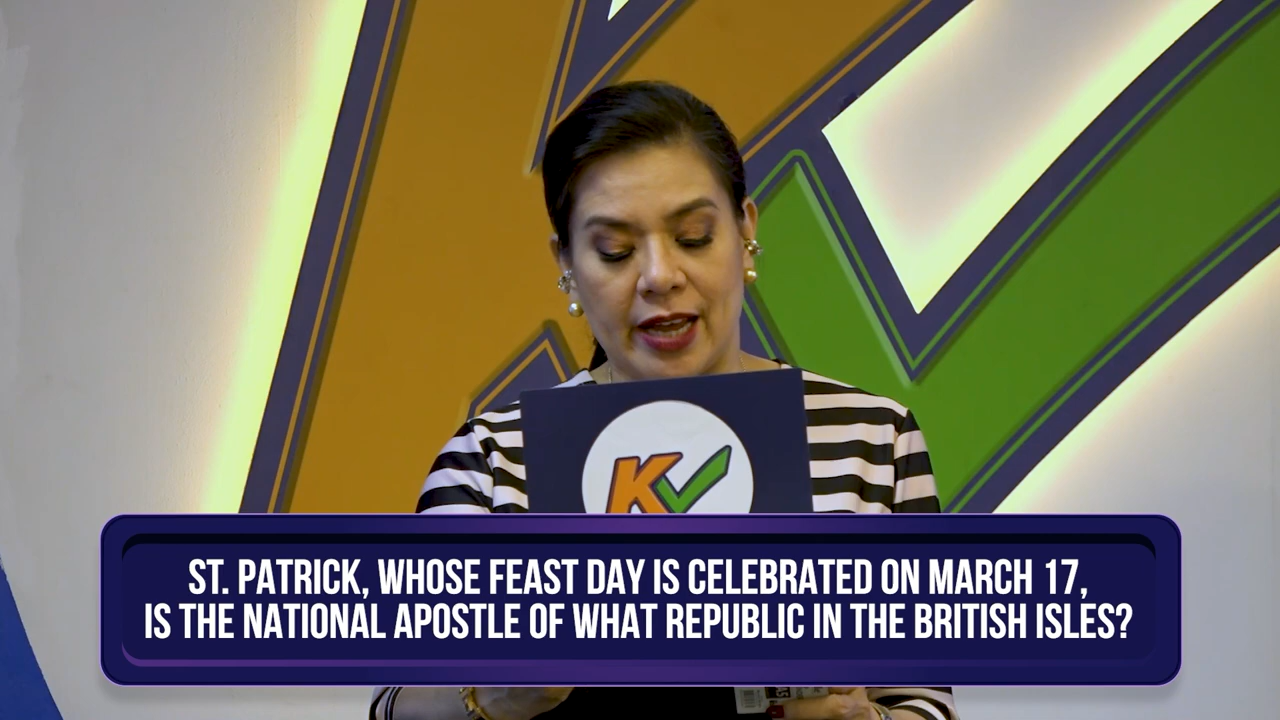 KV
ST. PATRICK, WHOSE FEAST DAY IS CELEBRATED ON MARCH 17,
IS THE NATIONAL APOSTLE OF WHAT REPUBLIC IN THE BRITISH ISLES?